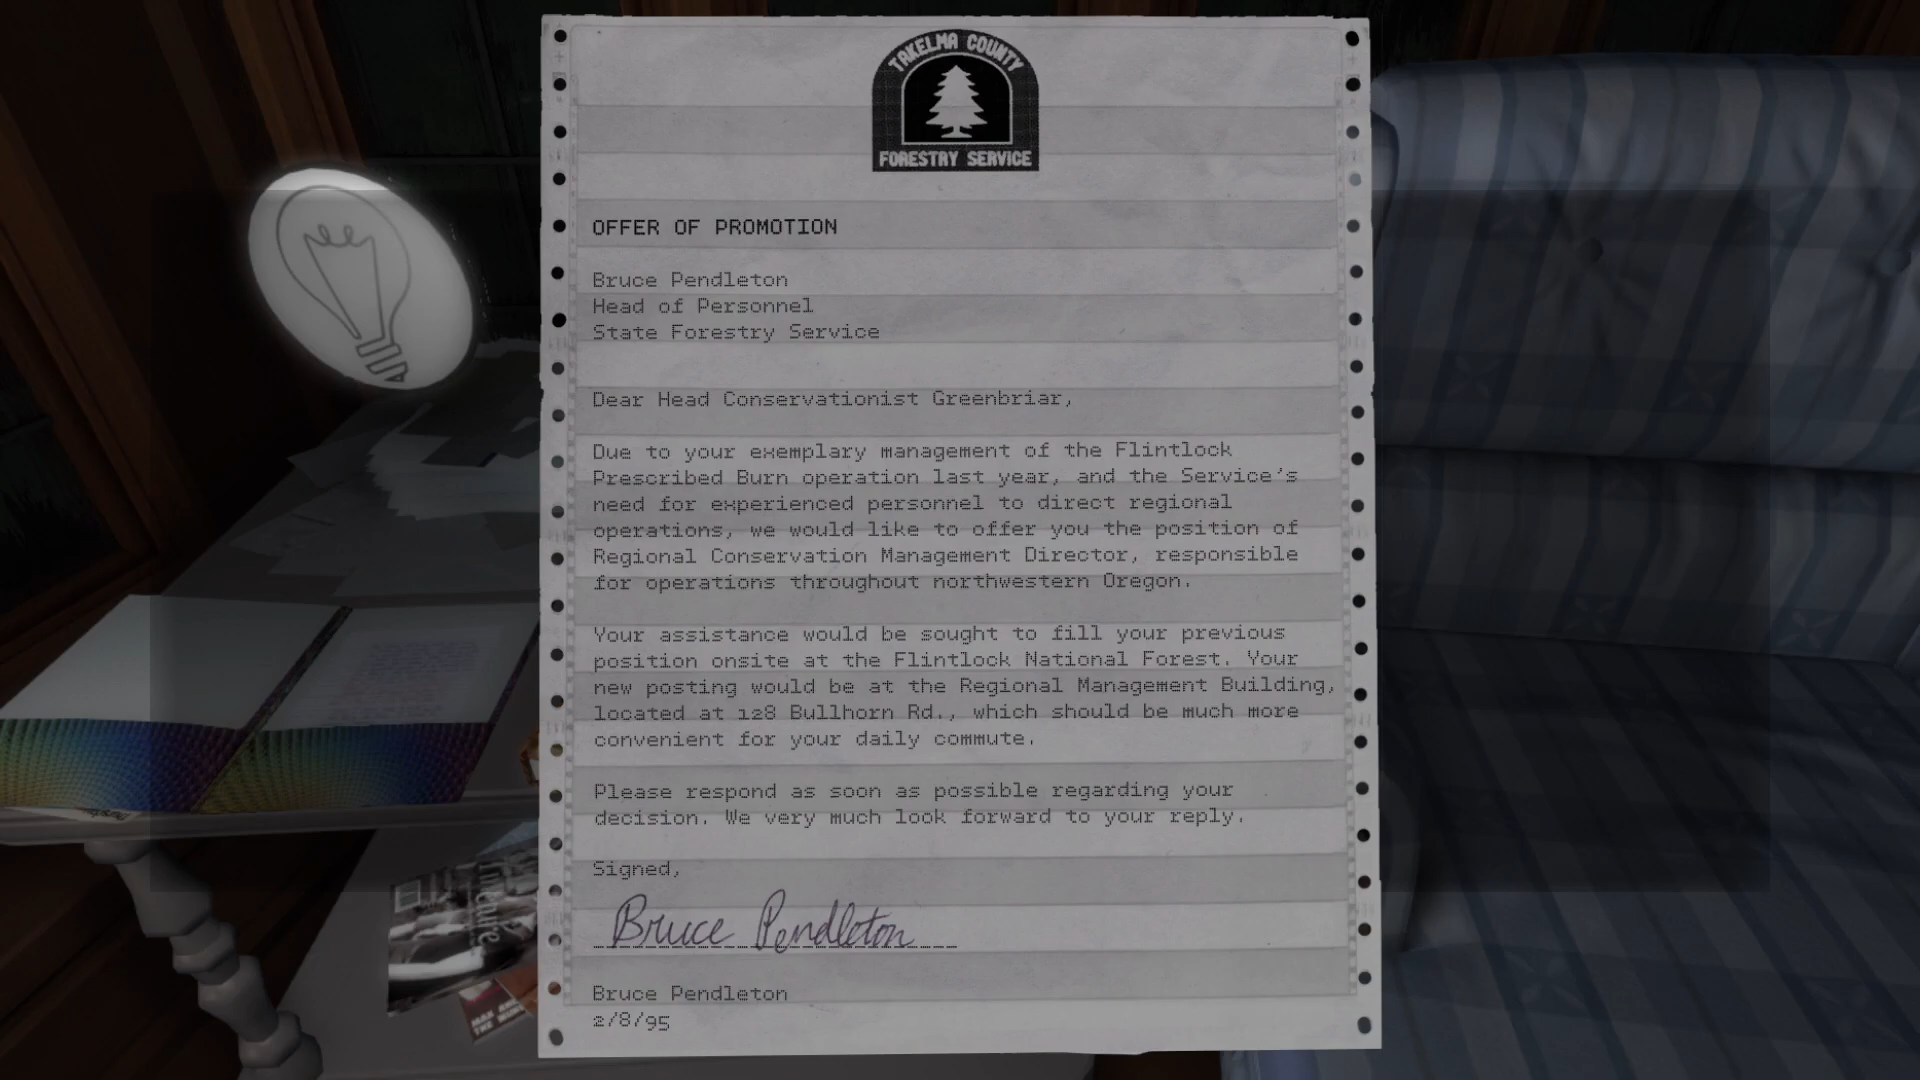 TAKELMA COUNTY
FORESTRY SERVICE
OFFER OF PROMOTION
Bruce Pendleton
Head of Personnel
State Forestry Service
Dear Head Conservationist Greenbriar,
Due to your exemplary management of the Flintlock
Prescribed Burn operation last year, and the Service's
need for experienced personnel to direct regional
operations, we would like to offer you the position of
Regional Conservation Management Director, responsible
for operations throughout northwestern Oregon.
Your assistance would be sought to fill your previous
position onsite at the Flintlock National Forest. Your
new posting would be at the Regional Management Building,
located at 128 Bullhorn Rd., which should be much more
convenient for your daily commute.
Please respond as soon as possible regarding your
decision. We very much look forward to your reply.
Signed,
Bruce Pendleton
Bruce Pendleton
2/8/95